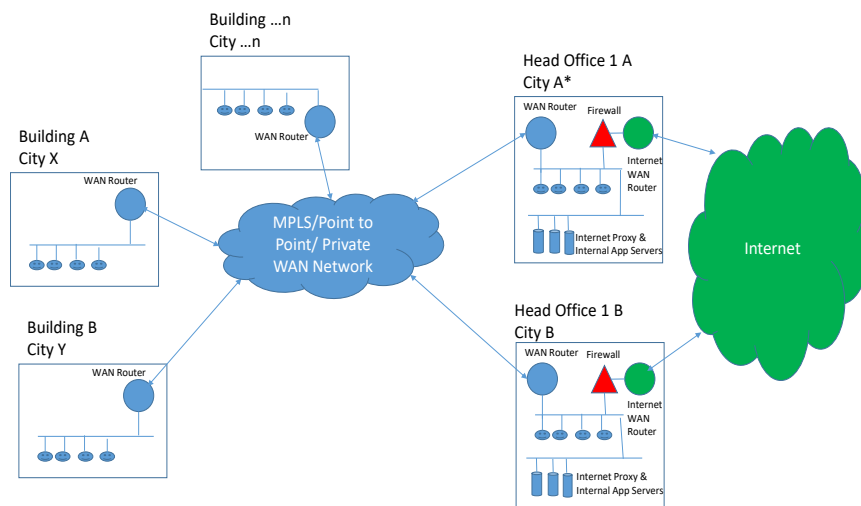 Building ...n
City ...n
WAN Router
Building A
City X
WAN Router
Building B
City Y
WAN Router
MPLS/Point to
Point/ Private
WAN Network
Head Office 1 A
City A*
WAN Router
Firewall
Internet
WAN
Router
Internet Proxy &
Internal App Servers
Head Office 1 B
City B
WAN Router
Firewall
Internet
WAN
Router
Internet Proxy &
Internal App Servers
Internet